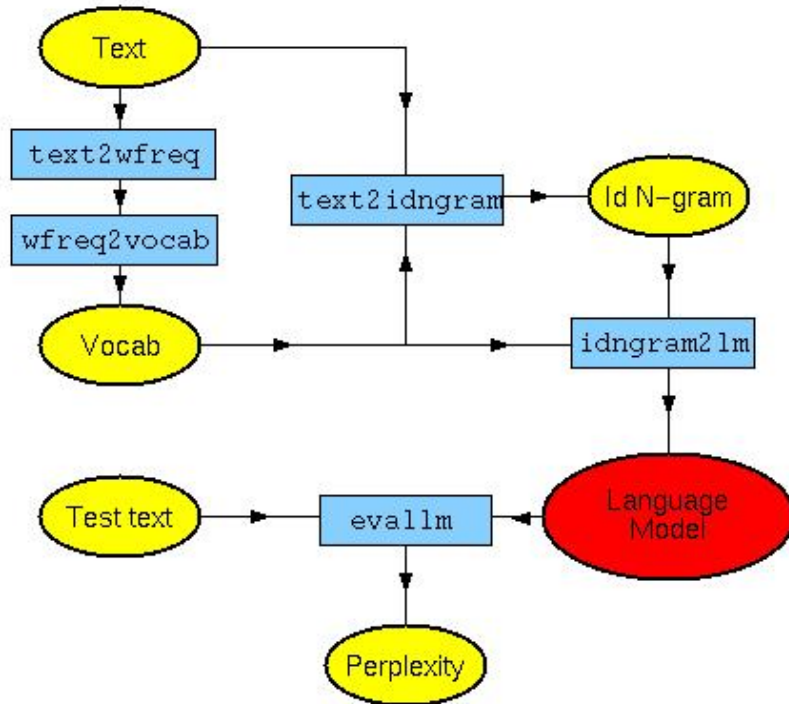 Text
text2wfreq
text2idngram
Id N-gram
wfreq2vocab
Vocab
idngram2lm
Test text
evallm
Language
Model
Perplexity